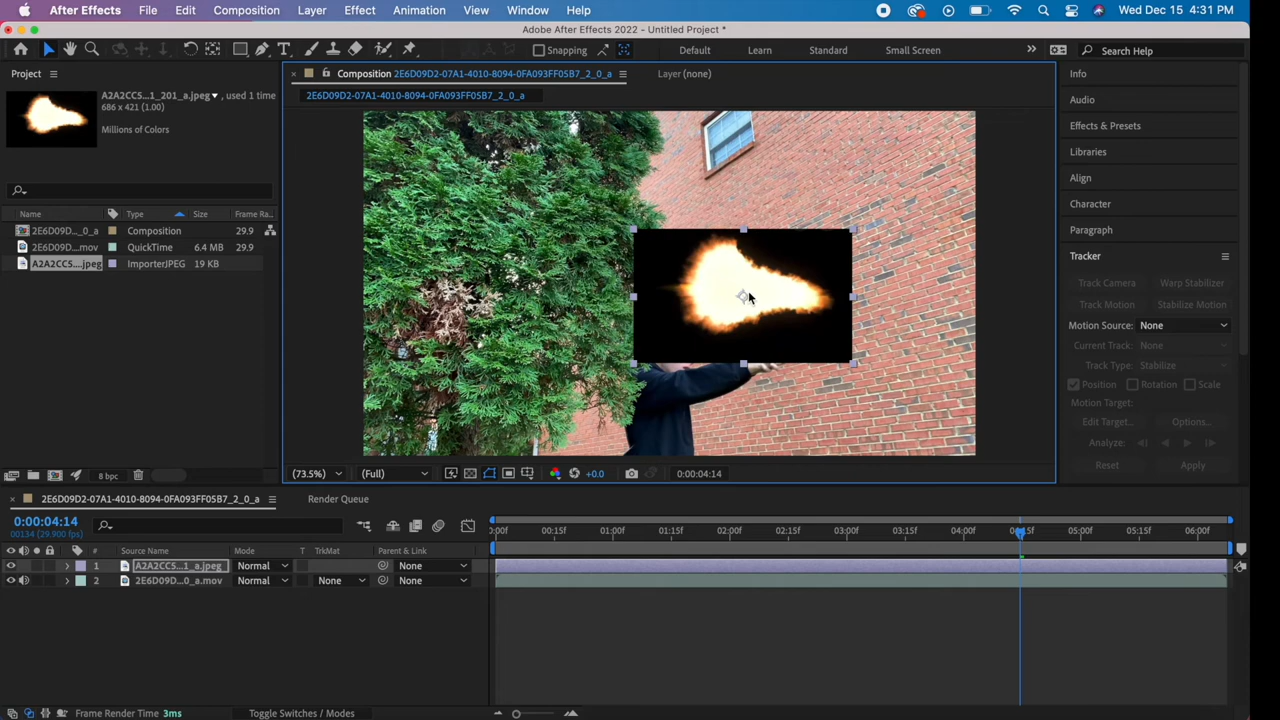 After Effects File Edit Composition Layer Effect Animation View Window Help Wed Dec 15 4:31 PM
Adobe After Effects 2022 - Untitled Project *
Snapping Default Learn Standard Small Screen >> Search Help
Project
A2A2CC5...1_201_a.jpeg, used 1 time
686 x 421 (1.00)
Millions of Colors
Name Type Size Frame Ra..
2E6D09D..._0_a Composition 29.9
2E6D09D....mov QuickTime 6.4 MB 29.9
A2A2CC5....jpeg ImporterJPEG 19 KB
8 bpc
Composition 2E6D09D2-07A1-4010-8094-0FA093FF05B7_2_0_a Layer (none)
2E6D09D2-07A1-4010-8094-0FA093FF05B7_2_0_a
(73.5%) (Full) +0.0 0:00:04:14
Info
Audio
Effects & Presets
Libraries
Align
Character
Paragraph
Tracker
Track Camera Warp Stabilizer
Track Motion Stabilize Motion
Motion Source: None
Current Track: None
Track Type: Stabilize
Position Rotation Scale
Motion Target:
Edit Target... Options...
Analyze:
Reset Apply
2E6D09D2-07A1-4010-8094-0FA093FF05B7_2_0_a Render Queue
0:00:04:14
00134 (29.900 fps)
:00f 00:15f 01:00f 01:15f 02:00f 02:15f 03:00f 03:15f 04:00f 04:15f 05:00f 05:15f 06:00f
# Source Name Mode T TrkMat Parent & Link
1 A2A2CC5...1_a.jpeg Normal None
2 2E6D09D...0_a.mov Normal None None
Frame Render Time 3ms Toggle Switches / Modes